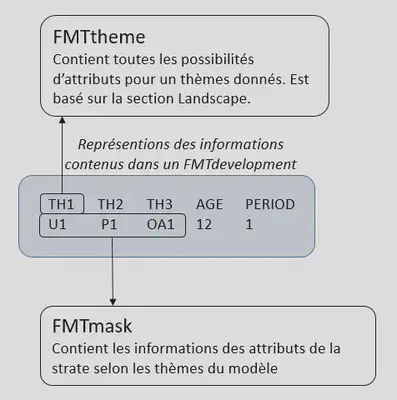 FMTtheme
Contient toutes les possibilités
d'attributs pour un thèmes donnés. Est
basé sur la section Landscape.
Représentions des informations
contenus dans un FMTdevelopment
TH1 TH2 TH3 AGE PERIOD
U1 P1 OA1 12 1
FMTmask
Contient les informations des attributs de la
strate selon les thèmes du modèle